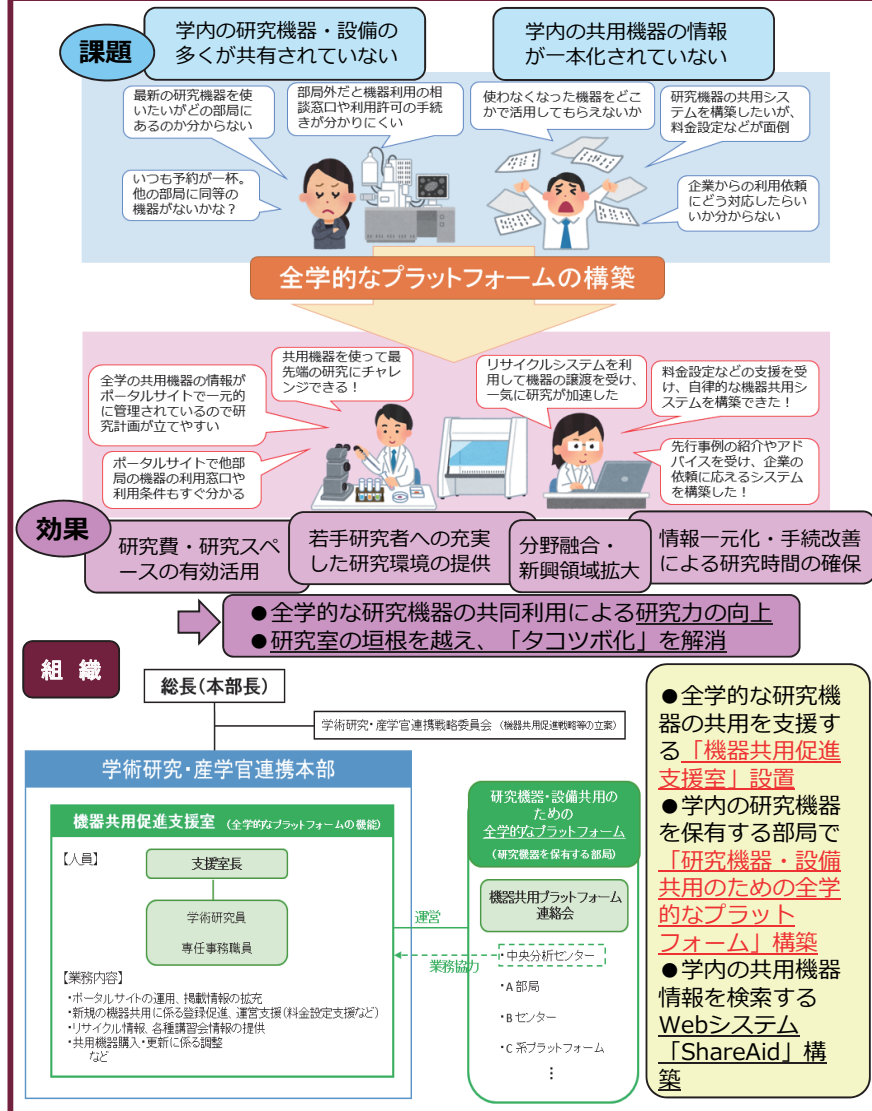 課題
学内の研究機器・設備の
多くが共有されていない
学内の共用機器の情報
が一本化されていない
最新の研究機器を使
いたいがどの部局に
あるのか分からない
部局外だと機器利用の相
談窓口や利用許可の手続
きが分かりにくい
使わなくなった機器をどこ
かで活用してもらえないか
研究機器の共用シス
テムを構築したいが、
料金設定などが面倒
いつも予約が一杯。
他の部局に同等の
機器がないかな？
企業からの利用依頼
にどう対応したらい
いか分からない
全学的なプラットフォームの構築
共用機器を使って最
先端の研究にチャレ
ンジできる！
全学の共用機器の情報が
ポータルサイトで一元的
に管理されているので研
究計画が立てやすい
ポータルサイトで他部
局の機器の利用窓口や
利用条件もすぐ分かる
リサイクルシステムを利
用して機器の譲渡を受け、
一気に研究が加速した
料金設定などの支援を受
け、自律的な機器共用シ
ステムを構築できた！
先行事例の紹介やアド
バイスを受け、企業の
依頼に応えるシステム
を構築した！
効果
研究費・研究スペ
ースの有効活用
若手研究者への充実
した研究環境の提供
分野融合・
新興領域拡大
情報一元化・手続改善
による研究時間の確保
●全学的な研究機器の共同利用による研究力の向上
●研究室の垣根を越え、「タコツボ化」を解消
組織
総長(本部長)
学術研究・産学官連携戦略委員会（機器共用促進戦略等の立案）
学術研究・産学官連携本部
機器共用促進支援室（全学的なプラットフォームの機能）
【人員】
支援室長
学術研究員
専任事務職員
【業務内容】
・ポータルサイトの運用、掲載情報の拡充
・新規の機器共用に係る登録促進、運営支援(料金設定支援など)
・リサイクル情報、各種講習会情報の提供
・共用機器購入・更新に係る調整
など
運営
業務協力
研究機器・設備共用の
ための
全学的なプラットフォーム
（研究機器を保有する部局）
機器共用プラットフォーム
連絡会
・中央分析センター
・A 部局
・B センター
・C 系プラットフォーム
⋮
●全学的な研究機
器の共用を支援す
る「機器共用促進
支援室」設置
●学内の研究機器
を保有する部局で
「研究機器・設備
共用のための全学
的なプラット
フォーム」構築
●学内の共用機器
情報を検索する
Webシステム
「ShareAid」構
築